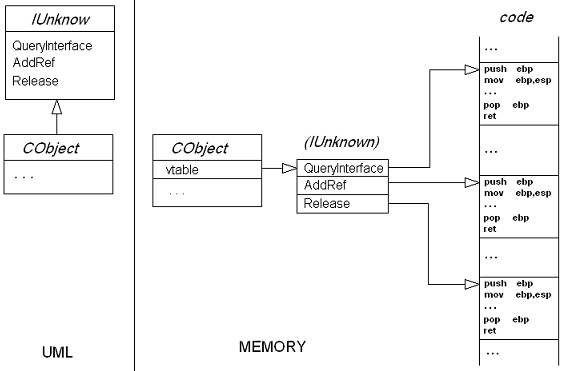 IUnknow
QueryInterface
AddRef
Release
CObject
. . .
UML
CObject
vtable
. . .
(IUnknown)
QueryInterface
AddRef
Release
MEMORY
code
...
push ebp
mov ebp,esp
...
pop ebp
ret
...
push ebp
mov ebp,esp
...
pop ebp
ret
...
push ebp
mov ebp,esp
...
pop ebp
ret
...